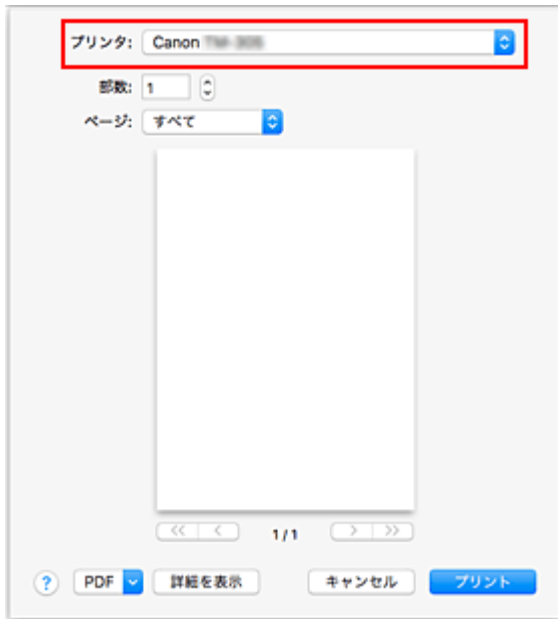 プリンタ: Canon
部数: 1
ページ: すべて
<< < 1/1 > >>
? PDF 詳細を表示 キャンセル プリント